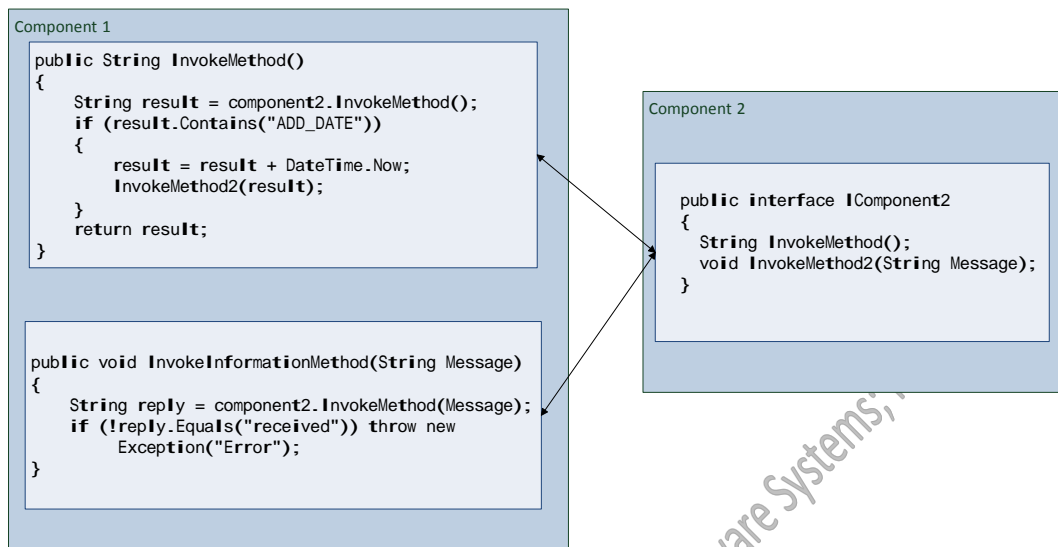 Component 1
public String InvokeMethod()
{
String result = component2.InvokeMethod();
if (result.Contains("ADD_DATE"))
{
result = result + DateTime.Now;
InvokeMethod2(result);
}
return result;
}
public void InvokeInformationMethod(String Message)
{
String reply = component2.InvokeMethod(Message);
if (!reply.Equals("received")) throw new
Exception("Error");
}
Component 2
public interface IComponent2
{
String InvokeMethod();
void InvokeMethod2(String Message);
}
Systems;